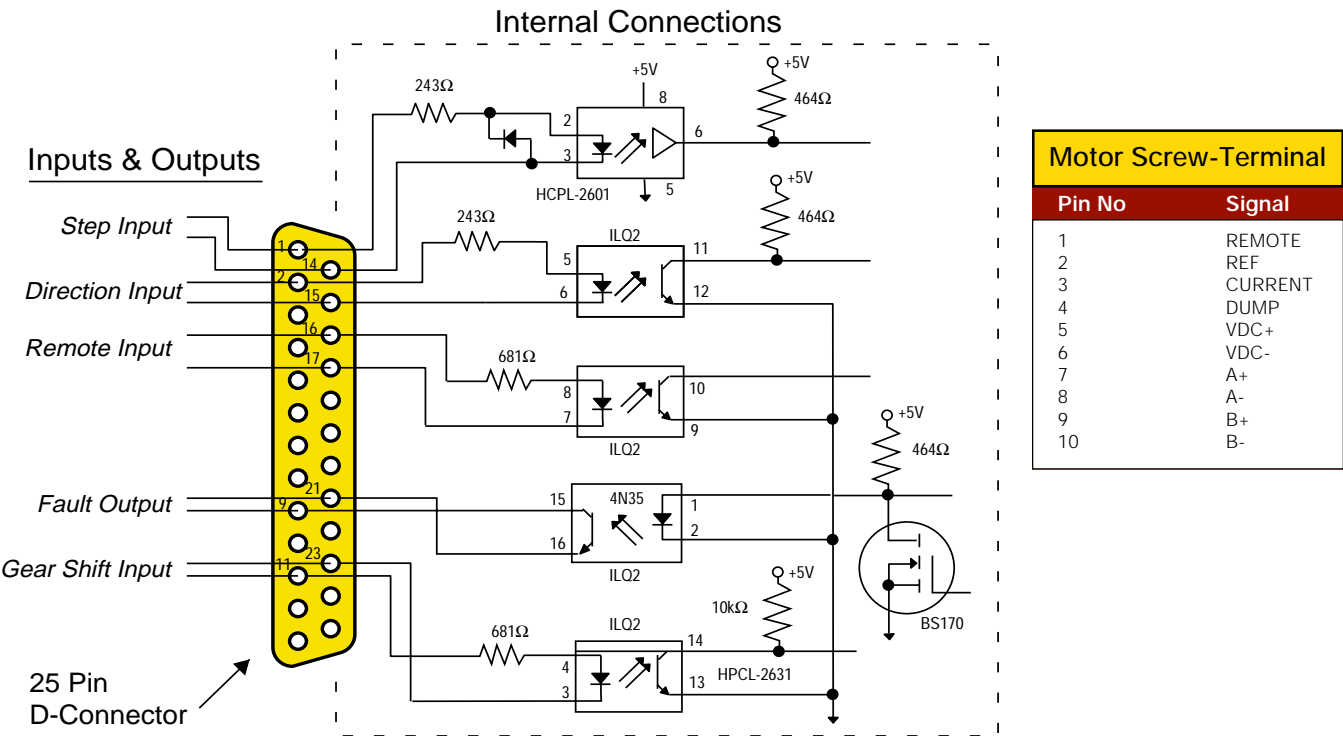 Internal Connections
Inputs & Outputs
Step Input
Direction Input
Remote Input
Fault Output
Gear Shift Input
25 Pin
D-Connector
1
14
2
15
16
17
21
9
23
11
243Ω
+5V
8
2
3
6
5
HCPL-2601
+5V
464Ω
243Ω
ILQ2
5
6
11
12
+5V
464Ω
681Ω
8
7
10
9
ILQ2
15
16
4N35
1
2
ILQ2
+5V
464Ω
BS170
681Ω
ILQ2
4
3
14
13
HPCL-2631
10kΩ
+5V
Motor Screw-Terminal
Pin No Signal
1 REMOTE
2 REF
3 CURRENT
4 DUMP
5 VDC+
6 VDC-
7 A+
8 A-
9 B+
10 B-